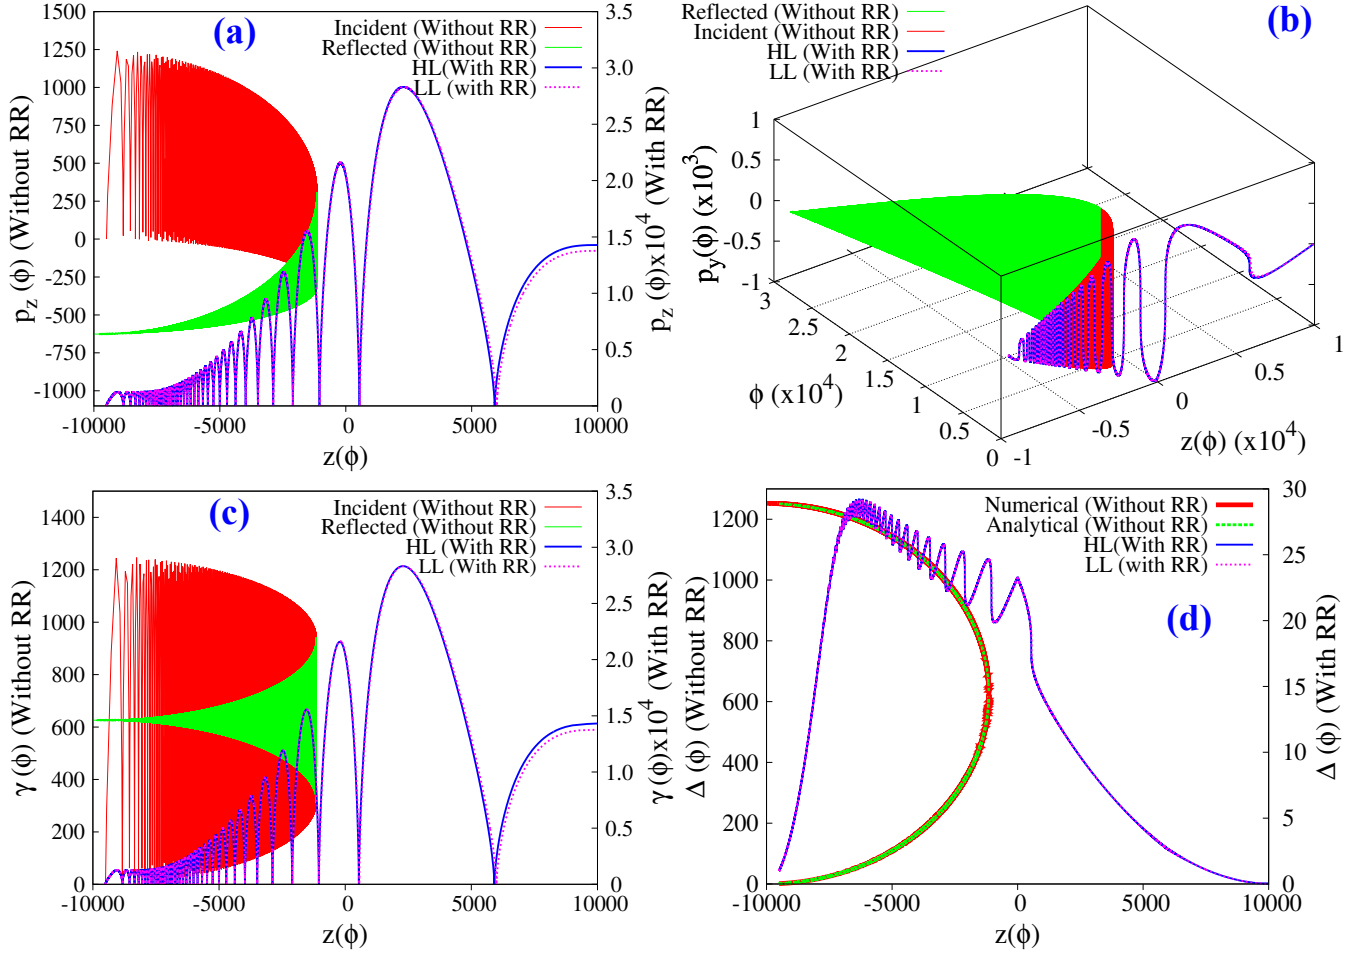 (a)
Incident (Without RR)
Reflected (Without RR)
HL(With RR)
LL (with RR)
1500
1250
1000
750
500
250
0
-250
-500
-750
-1000
3.5
3.0
2.5
2.0
1.5
1.0
0.5
0
-10000 -5000 0 5000 10000
p_z (ϕ) (Without RR)
p_z (ϕ)x10^4 (With RR)
z(ϕ)
(b)
Reflected (Without RR)
Incident (Without RR)
HL (With RR)
LL (With RR)
1
0.5
0
-0.5
-1
3
2.5
2
1.5
1
0.5
0
-1
-0.5
0
0.5
1
p_y(ϕ) (x10^3)
ϕ (x10^4)
z(ϕ) (x10^4)
(c)
Incident (Without RR)
Reflected (Without RR)
HL (With RR)
LL (With RR)
1400
1200
1000
800
600
400
200
0
3.5
3.0
2.5
2.0
1.5
1.0
0.5
0
-10000 -5000 0 5000 10000
γ (ϕ) (Without RR)
γ(ϕ)x10^4 (With RR)
z(ϕ)
(d)
Numerical (Without RR)
Analytical (Without RR)
HL(With RR)
LL (with RR)
1200
1000
800
600
400
200
0
30
25
20
15
10
5
0
-10000 -5000 0 5000 10000
Δ (ϕ) (Without RR)
Δ (ϕ) (With RR)
z(ϕ)